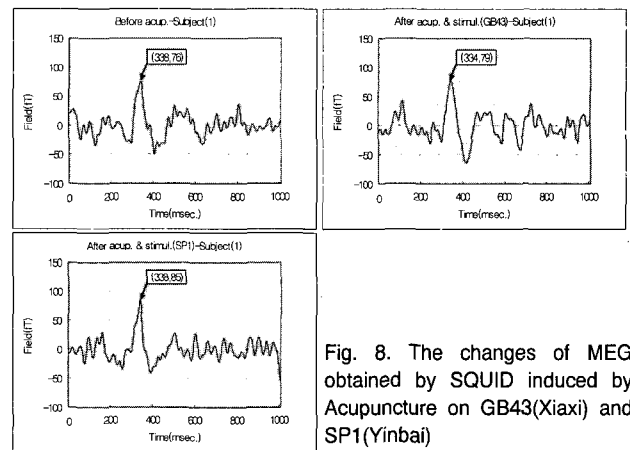 Before acup.-Subject(1)
150
100
50
0
-50
-100
Field(fT)
(338,76)
0 200 400 600 800 1000
Time(msec.)
After acup. & stimul.(GB43)-Subject(1)
150
100
50
0
-50
-100
Field(fT)
(334,79)
0 200 400 600 800 1000
Time(msec.)
After acup. & stimul.(SP1)-Subject(1)
150
100
50
0
-50
-100
Field(fT)
(338,85)
0 200 400 600 800 1000
Time(msec.)
Fig. 8. The changes of MEG
obtained by SQUID induced by
Acupuncture on GB43(Xiaxi) and
SP1(Yinbai)